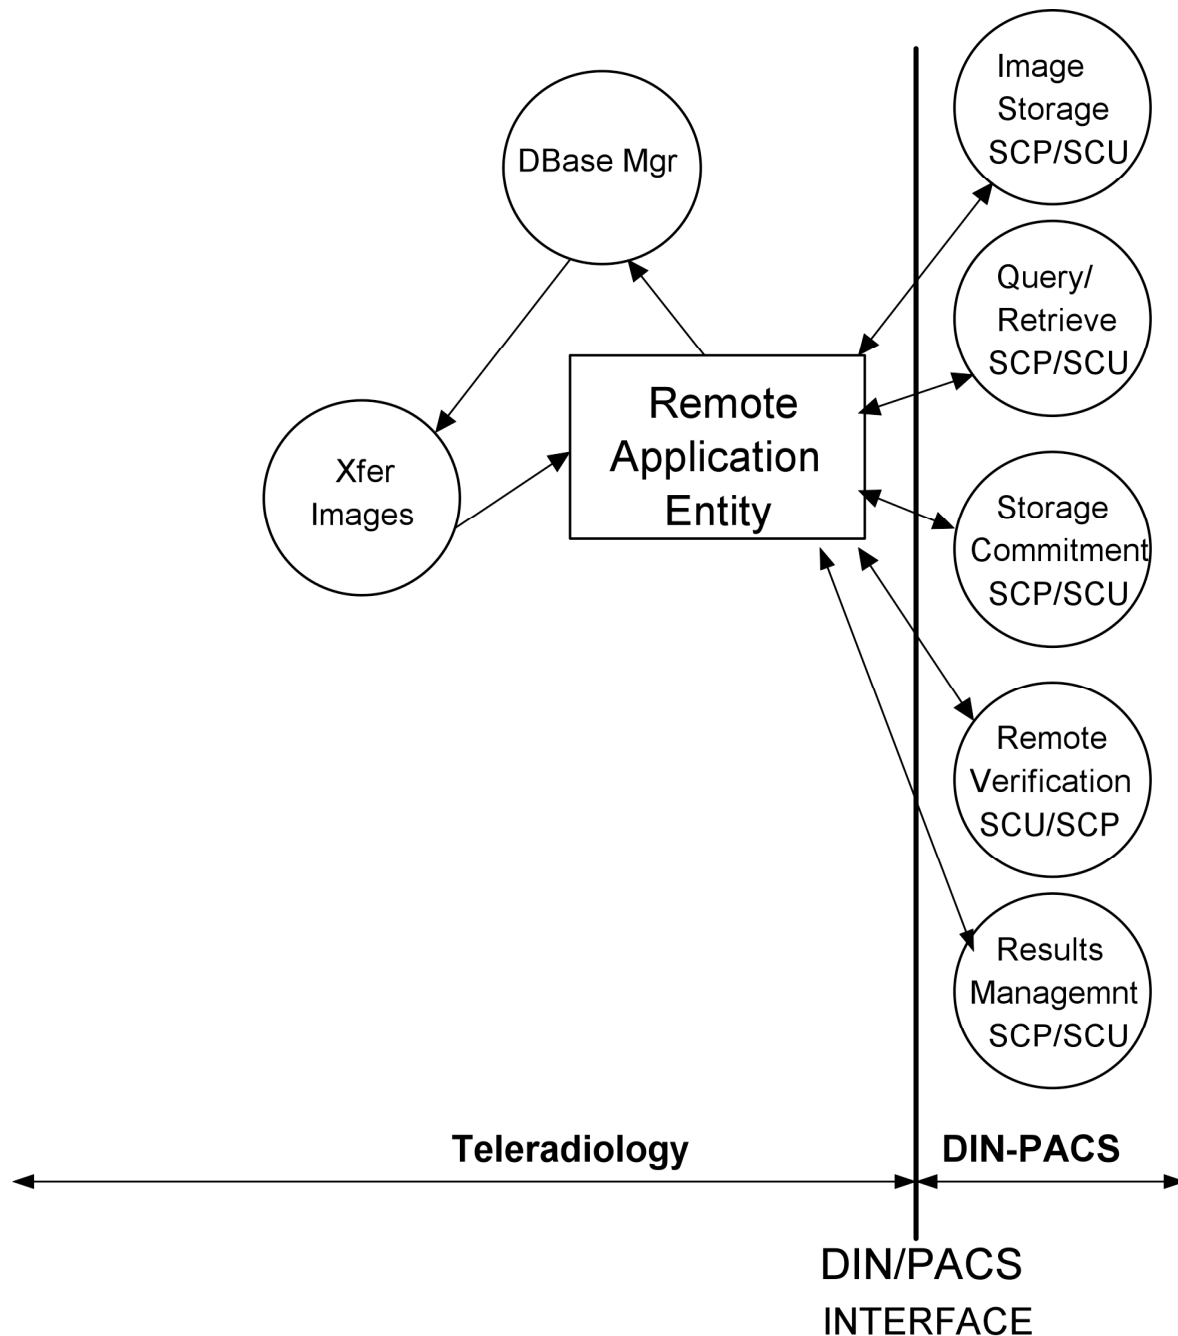 Image
Storage
SCP/SCU
DBase Mgr
Query/
Retrieve
SCP/SCU
Remote
Application
Entity
Xfer
Images
Storage
Commitment
SCP/SCU
Remote
Verification
SCU/SCP
Results
Managemnt
SCP/SCU
Teleradiology
DIN-PACS
DIN/PACS
INTERFACE